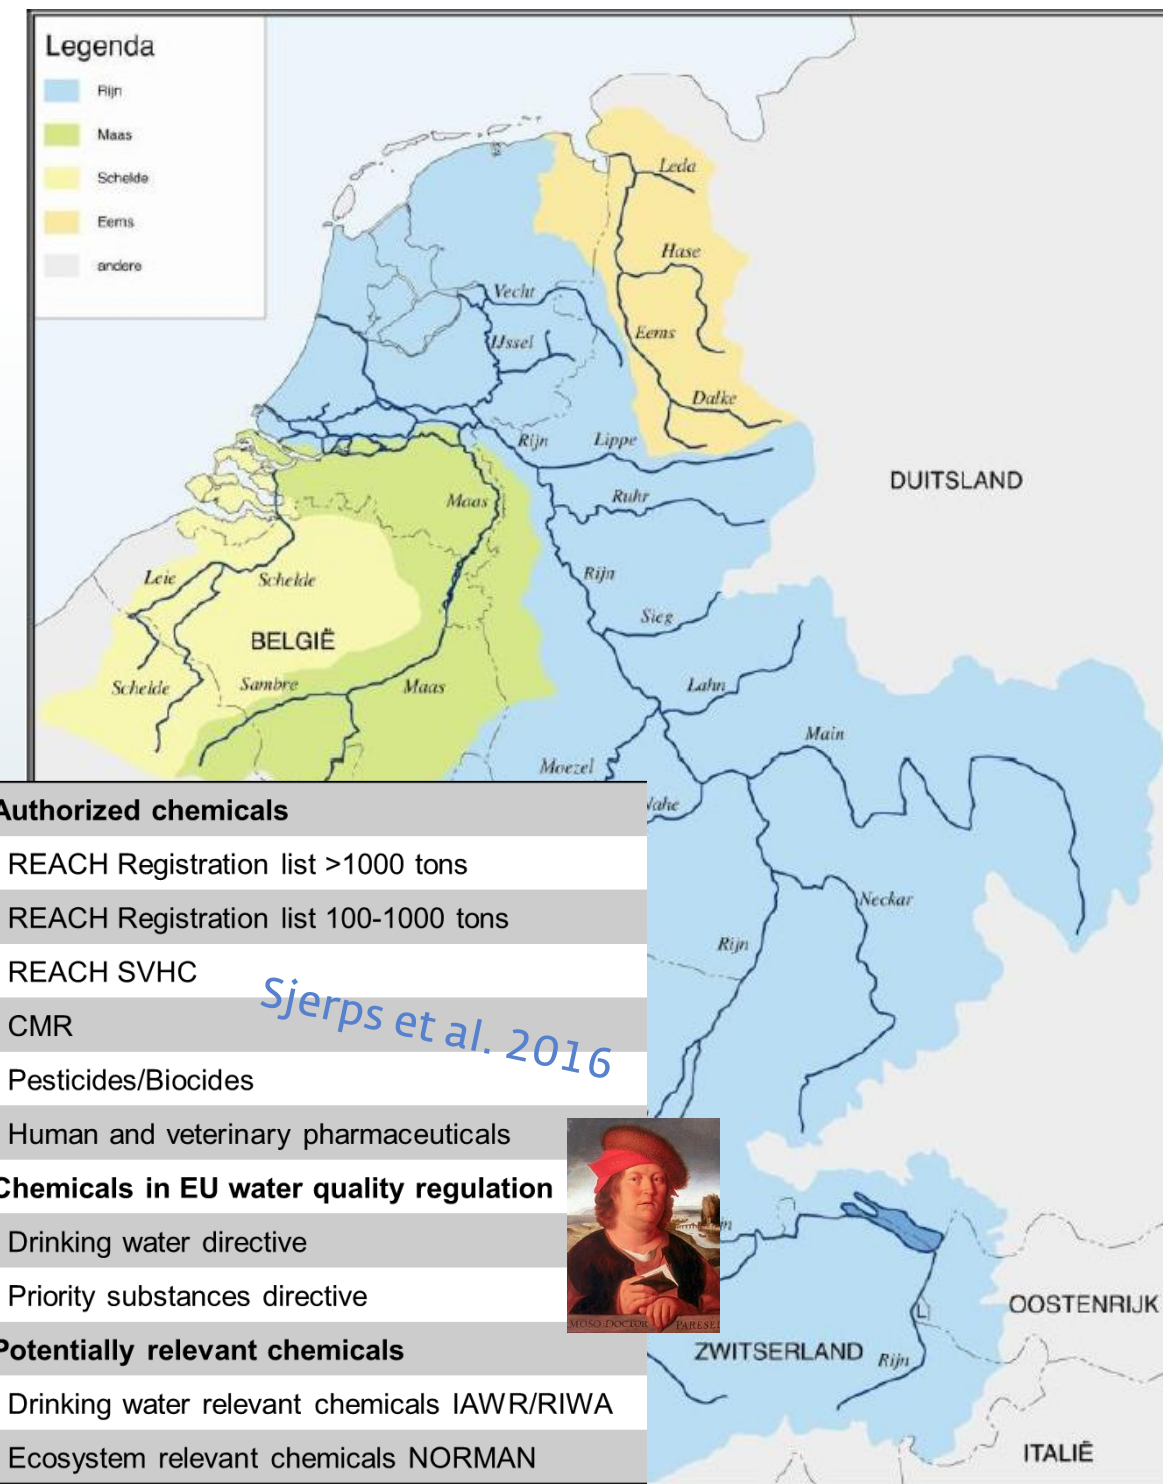 Legenda
Rijn
Maas
Schelde
Eems
andere
Leda
Hase
Vecht
Eems
IJssel
Dalke
Rijn
Lippe
DUITSLAND
Ruhr
Maas
Rijn
Leie
Schelde
Sieg
BELGIË
Schelde
Sambre
Maas
Lahn
Main
Moezel
Nahe
Neckar
Rijn
OOSTENRIJK
L
ZWITSERLAND
Rijn
ITALIË
Authorized chemicals
REACH Registration list >1000 tons
REACH Registration list 100-1000 tons
REACH SVHC
CMR
Pesticides/Biocides
Human and veterinary pharmaceuticals
Chemicals in EU water quality regulation
Drinking water directive
Priority substances directive
Potentially relevant chemicals
Drinking water relevant chemicals IAWR/RIWA
Ecosystem relevant chemicals NORMAN
Sjerps et al. 2016
MOSO DOCTOR PARESEL